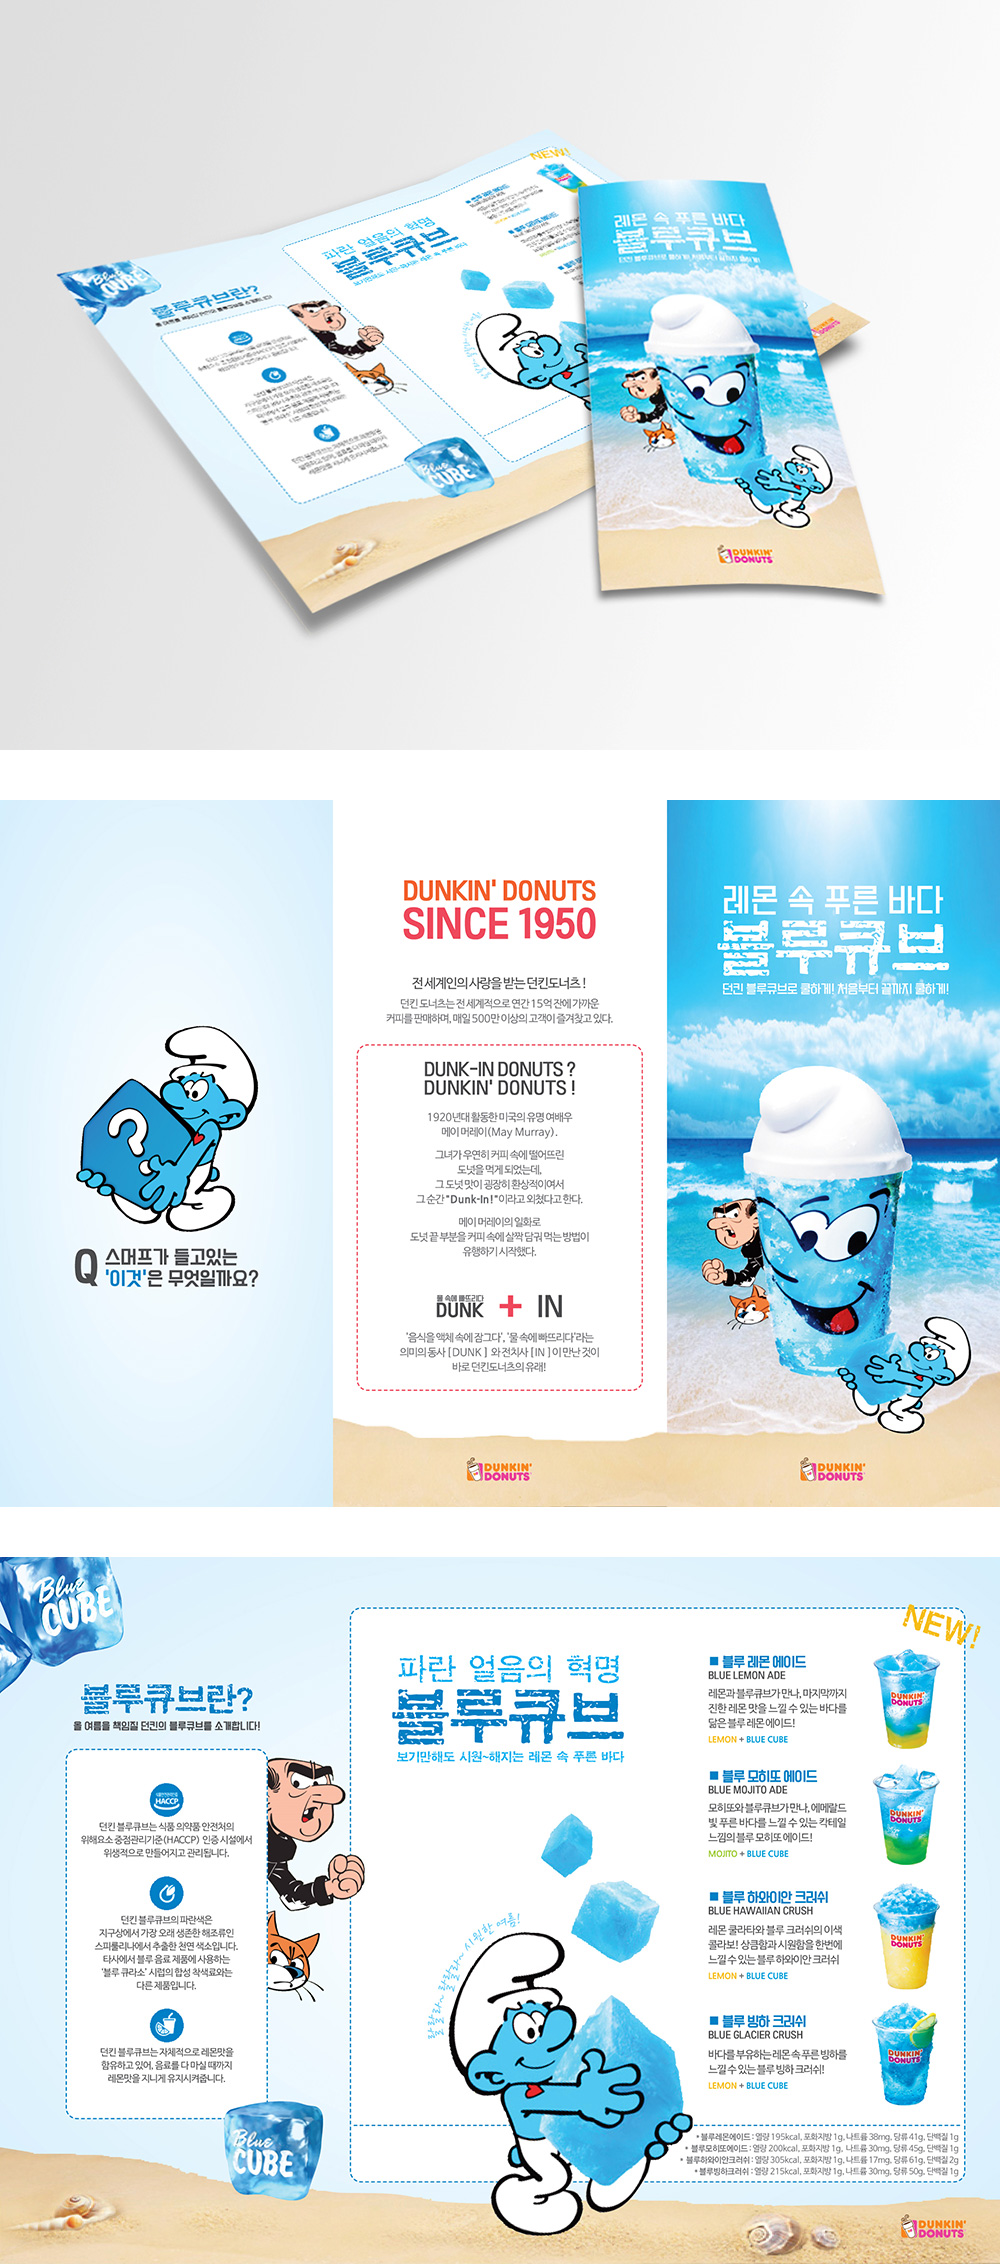 NEW!
파란 얼음의 혁명
블루큐브
Blue
CUBE
블루큐브란?
Blue
CUBE
레몬 속 푸른 바다
블루큐브
던킨 블루큐브로 쿨하게! 처음부터 끝까지 쿨하게!
DUNKIN'
DONUTS
Q 스머프가 들고있는
'이것'은 무엇일까요?
DUNKIN' DONUTS
SINCE 1950
전 세계인의 사랑을 받는 던킨도너츠 !
던킨 도너츠는 전 세계적으로 연간 15억 잔에 가까운
커피를 판매하며, 매일 500만 이상의 고객이 즐겨찾고 있다.
DUNK-IN DONUTS ?
DUNKIN' DONUTS !
1920년대 활동한 미국의 유명 여배우
메이 머레이(May Murray).
그녀가 우연히 커피 속에 떨어뜨린
도넛을 먹게 되었는데,
그 도넛 맛이 굉장히 환상적이여서
그 순간 "Dunk-In!"이라고 외쳤다고 한다.
메이 머레이의 일화로
도넛 끝 부분을 커피 속에 살짝 담궈 먹는 방법이
유행하기 시작했다.
물 속에 빠뜨리다
DUNK + IN
'음식을 액체 속에 잠그다', '물 속에 빠뜨리다'라는
의미의 동사 [ DUNK ] 와 전치사 [ IN ] 이 만난 것이
바로 던킨도너츠의 유래!
DUNKIN'
DONUTS
레몬 속 푸른 바다
블루큐브
던킨 블루큐브로 쿨하게! 처음부터 끝까지 쿨하게!
DUNKIN'
DONUTS
Blue
CUBE
블루큐브란?
올 여름을 책임질 던킨의 블루큐브를 소개합니다!
HACCP
던킨 블루큐브는 식품 의약품 안전처의
위해요소 중점관리기준(HACCP) 인증 시설에서
위생적으로 만들어지고 관리됩니다.
던킨 블루큐브의 파란색은
지구상에서 가장 오래 생존한 해조류인
스피룰리나에서 추출한 천연 색소입니다.
타사에서 블루 음료 제품에 사용하는
'블루 큐라소' 시럽의 합성 착색료와는
다른 제품입니다.
던킨 블루큐브는 자체적으로 레몬맛을
함유하고 있어, 음료를 다 마실 때까지
레몬맛을 지니게 유지시켜줍니다.
Blue
CUBE
파란 얼음의 혁명
블루큐브
보기만해도 시원~해지는 레몬 속 푸른 바다
랄랄라~ 랄랄라~ 시원한 여름!
NEW!
■ 블루 레몬 에이드
BLUE LEMON ADE
레몬과 블루큐브가 만나, 마지막까지
진한 레몬 맛을 느낄 수 있는 바다를
닮은 블루 레몬 에이드!
LEMON + BLUE CUBE
DUNKIN'
DONUTS
■ 블루 모히또 에이드
BLUE MOJITO ADE
모히또와 블루큐브가 만나, 에메랄드
빛 푸른 바다를 느낄 수 있는 칵테일
느낌의 블루 모히또 에이드!
MOJITO + BLUE CUBE
DUNKIN'
DONUTS
■ 블루 하와이안 크러쉬
BLUE HAWAIIAN CRUSH
레몬 쿨라타와 블루 크러쉬의 이색
콜라보! 상큼함과 시원함을 한번에
느낄 수 있는 블루 하와이안 크러쉬
LEMON + BLUE CUBE
DUNKIN'
DONUTS
■ 블루 빙하 크러쉬
BLUE GLACIER CRUSH
바다를 부유하는 레몬 속 푸른 빙하를
느낄 수 있는 블루 빙하 크러쉬!
LEMON + BLUE CUBE
DUNKIN'
DONUTS
* 블루레몬에이드 : 열량 195kcal, 포화지방 1g, 나트륨 38mg, 당류 41g, 단백질 1g
* 블루모히또에이드 : 열량 200kcal, 포화지방 1g, 나트륨 30mg, 당류 45g, 단백질 1g
* 블루하와이안크러쉬 : 열량 305kcal, 포화지방 1g, 나트륨 17mg, 당류 61g, 단백질 2g
* 블루빙하크러쉬 : 열량 215kcal, 포화지방 1g, 나트륨 30mg, 당류 50g, 단백질 1g
DUNKIN'
DONUTS